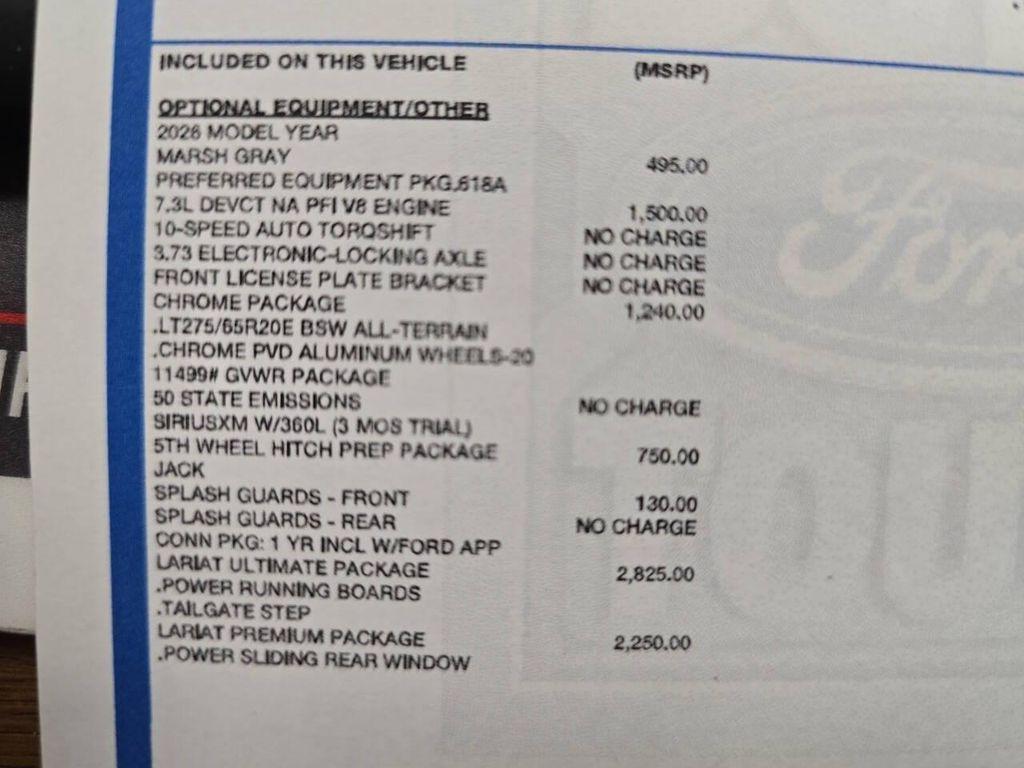 INCLUDED ON THIS VEHICLE (MSRP)
OPTIONAL EQUIPMENT/OTHER
2026 MODEL YEAR
MARSH GRAY 495.00
PREFERRED EQUIPMENT PKG.618A
7.3L DEVCT NA PFI V8 ENGINE 1,500.00
10-SPEED AUTO TORQSHIFT NO CHARGE
3.73 ELECTRONIC-LOCKING AXLE NO CHARGE
FRONT LICENSE PLATE BRACKET NO CHARGE
CHROME PACKAGE 1,240.00
.LT275/65R20E BSW ALL-TERRAIN
.CHROME PVD ALUMINUM WHEELS-20
11499# GVWR PACKAGE
50 STATE EMISSIONS NO CHARGE
SIRIUSXM W/360L (3 MOS TRIAL)
5TH WHEEL HITCH PREP PACKAGE 750.00
JACK
SPLASH GUARDS - FRONT 130.00
SPLASH GUARDS - REAR NO CHARGE
CONN PKG: 1 YR INCL W/FORD APP
LARIAT ULTIMATE PACKAGE 2,825.00
.POWER RUNNING BOARDS
.TAILGATE STEP
LARIAT PREMIUM PACKAGE 2,250.00
.POWER SLIDING REAR WINDOW